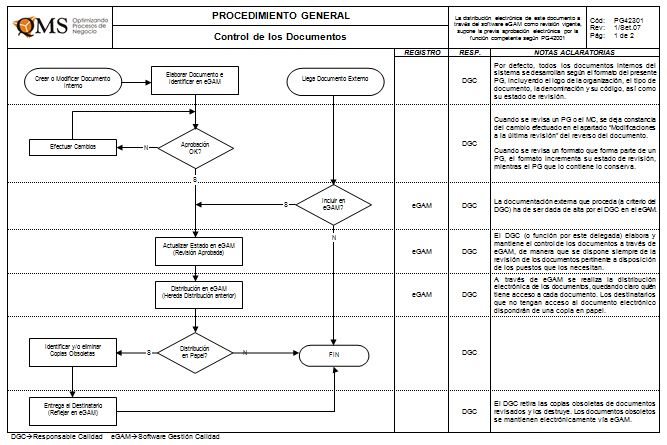 QMS Optimizando
Procesos de
Negocio
PROCEDIMIENTO GENERAL
Control de los Documentos
La distribución electrónica de este documento a
través del software eGAM como revisión vigente,
supone la previa aprobación electrónica por la
función competente según PG42001
Cód: PG42301
Rev: 1/Set.07
Pág: 1 de 2
REGISTRO RESP. NOTAS ACLARATORIAS
Crear o Modificar Documento
Interno
Elaborar Documento e
Identificar en eGAM
Llega Documento Externo
DGC
Por defecto, todos los documentos internos del
sistema se desarrollan según el formato del presente
PG, incluyendo el logo de la organización, el tipo de
documento, la denominación y su código, así como
su estado de revisión.
Efectuar Cambios
N
Aprobación
OK?
S
DGC
Cuando se revisa un PG o el MC, se deja constancia
del cambio efectuado en el apartado "Modificaciones
a la última revisión" del reverso del documento.
Cuando se revisa un formato que forma parte de un
PG, el formato incrementa su estado de revisión,
mientras el PG que lo contiene lo conserva.
S
Incluir en
eGAM?
N
eGAM
DGC
La documentación externa que proceda (a criterio del
DGC) ha de ser dada de alta por el DGC en el eGAM.
Actualizar Estado en eGAM
(Revisión Aprobada)
eGAM
DGC
El DGC (o función por este delegada) elabora y
mantiene el control de los documentos a través de
eGAM, de manera que se dispone siempre de la
revisión de los documentos pertinente a disposición
de los puestos que los necesitan.
Distribución en eGAM
(Hereda Distribución anterior)
eGAM
DGC
A través de eGAM se realiza la distribución
electrónica de los documentos, quedando claro quién
tiene acceso a cada documento. Los destinatarios
que no tengan acceso al documento electrónico
dispondrán de una copia en papel.
Identificar y/o eliminar
Copias Obsoletas
S
Distribución
en Papel?
N
FIN
DGC
Entrega al Destinatario
(Reflejar en eGAM)
DGC
El DGC retira las copias obsoletas de documentos
revisados y los destruye. Los documentos obsoletos
se mantienen electrónicamente vía eGAM.
DGC→Responsable Calidad eGAM→Software Gestión Calidad